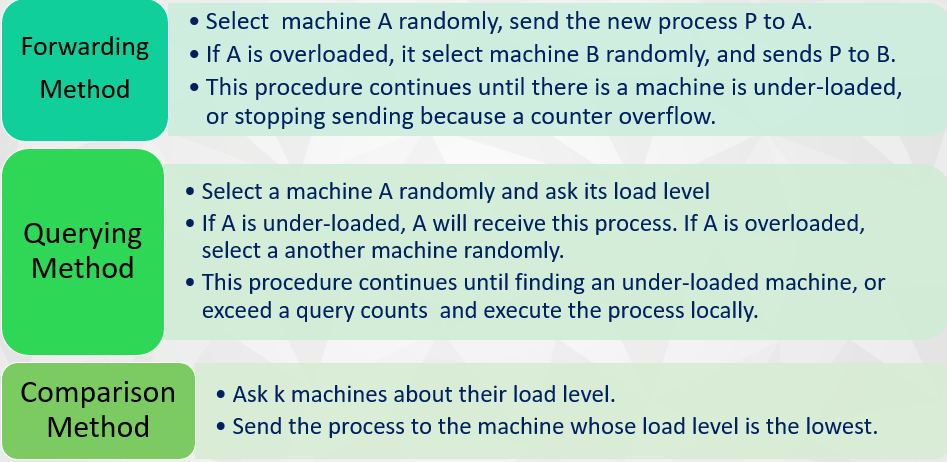 Forwarding
Method
• Select machine A randomly, send the new process P to A.
• If A is overloaded, it select machine B randomly, and sends P to B.
• This procedure continues until there is a machine is under-loaded,
or stopping sending because a counter overflow.
Querying
Method
• Select a machine A randomly and ask its load level
• If A is under-loaded, A will receive this process. If A is overloaded,
select a another machine randomly.
• This procedure continues until finding an under-loaded machine, or
exceed a query counts and execute the process locally.
Comparison
Method
• Ask k machines about their load level.
• Send the process to the machine whose load level is the lowest.